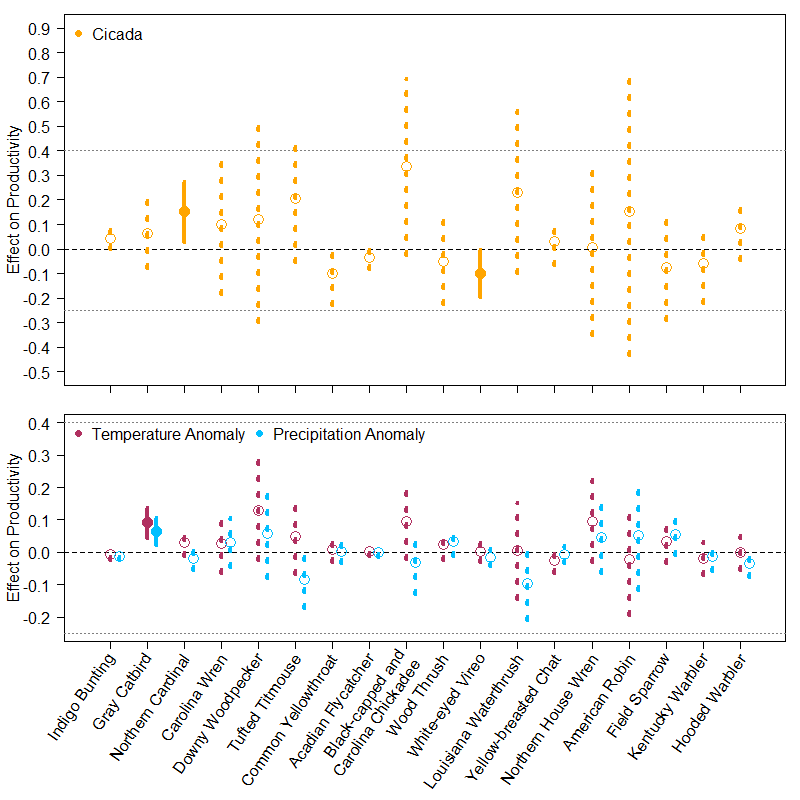 Cicada
Effect on Productivity
0.9
0.8
0.7
0.6
0.5
0.4
0.3
0.2
0.1
0.0
-0.1
-0.2
-0.3
-0.4
-0.5
Temperature Anomaly
Precipitation Anomaly
Effect on Productivity
0.4
0.3
0.2
0.1
0.0
-0.1
-0.2
Indigo Bunting
Gray Catbird
Northern Cardinal
Carolina Wren
Downy Woodpecker
Tufted Titmouse
Common Yellowthroat
Acadian Flycatcher
Black-capped and
Carolina Chickadee
Wood Thrush
White-eyed Vireo
Louisiana Waterthrush
Yellow-breasted Chat
Northern House Wren
American Robin
Field Sparrow
Kentucky Warbler
Hooded Warbler